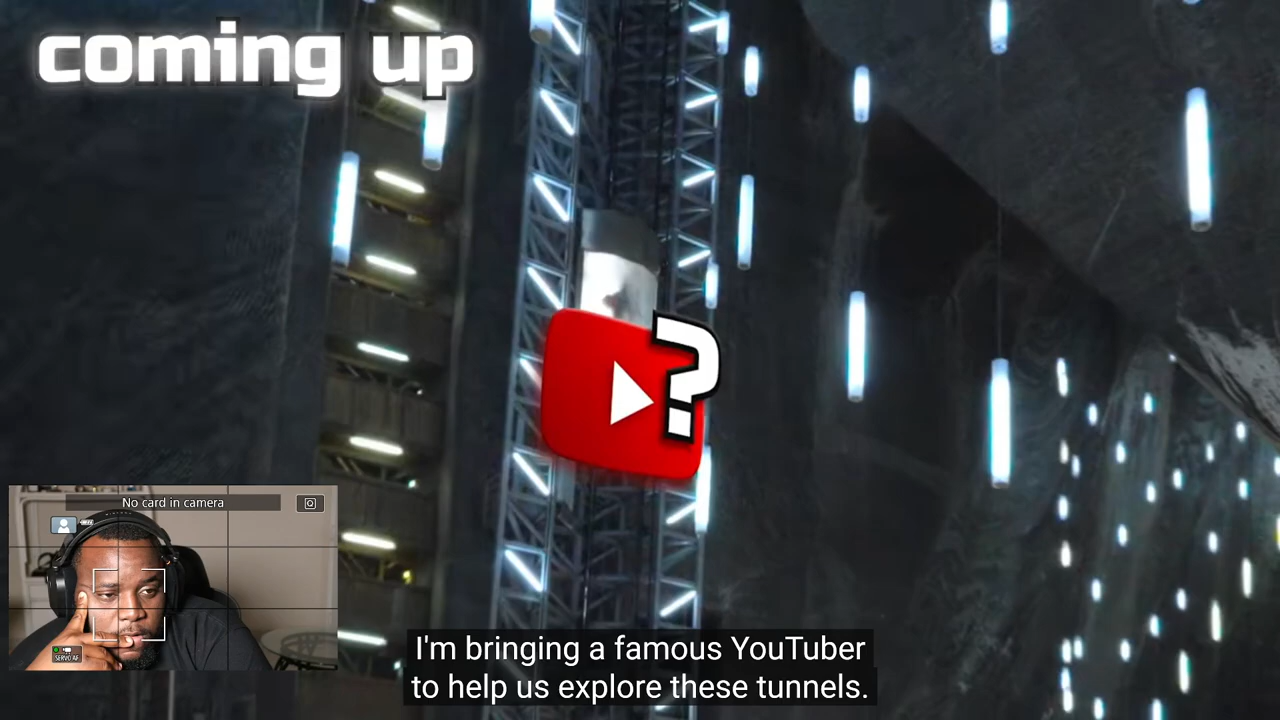 coming up
?
No card in camera
SERVO AF
I'm bringing a famous YouTuber
to help us explore these tunnels.